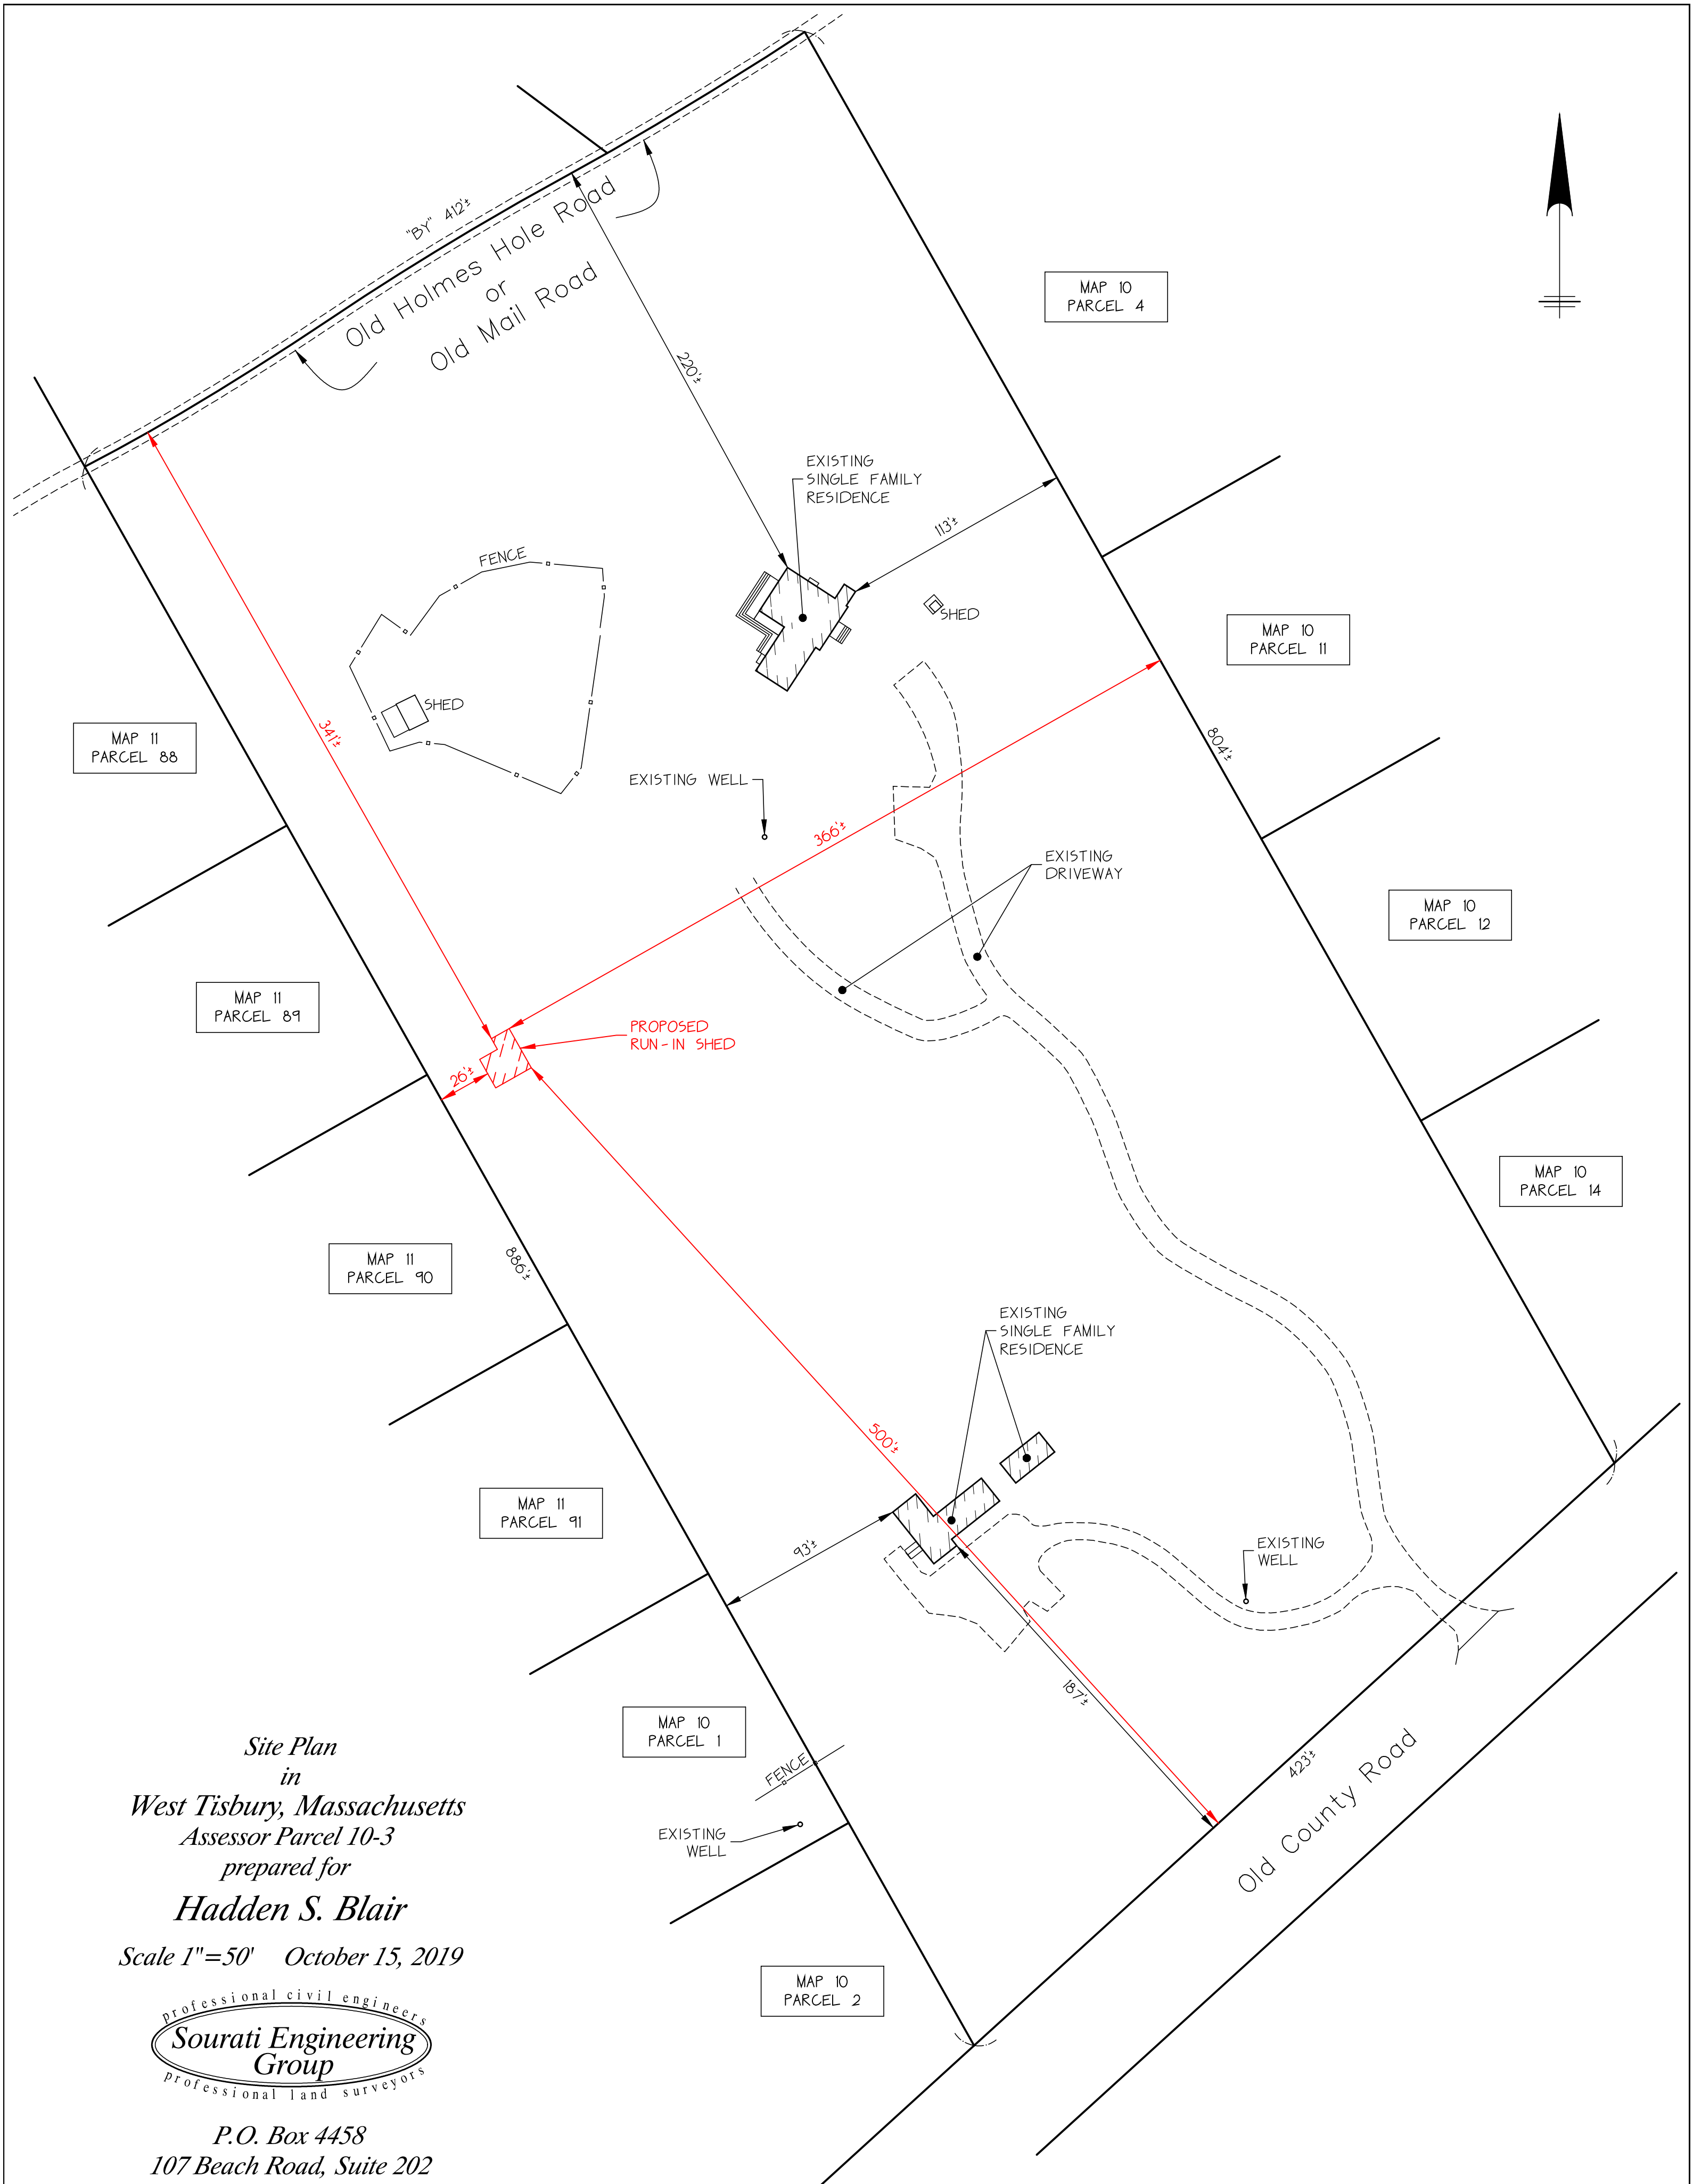 "BY" 412'±
Old Holmes Hole Road
or
Old Mail Road
MAP 10
PARCEL 4
220'±
EXISTING
SINGLE FAMILY
RESIDENCE
113'±
FENCE
SHED
SHED
MAP 10
PARCEL 11
341'±
MAP 11
PARCEL 88
804'±
EXISTING WELL
366'±
EXISTING
DRIVEWAY
MAP 10
PARCEL 12
MAP 11
PARCEL 89
PROPOSED
RUN-IN SHED
26'±
MAP 10
PARCEL 14
MAP 11
PARCEL 90
886'±
EXISTING
SINGLE FAMILY
RESIDENCE
500'±
MAP 11
PARCEL 91
93'±
EXISTING
WELL
187'±
MAP 10
PARCEL 1
FENCE
423'±
Old County Road
EXISTING
WELL
MAP 10
PARCEL 2
Site Plan
in
West Tisbury, Massachusetts
Assessor Parcel 10-3
prepared for
Hadden S. Blair
Scale 1"=50' October 15, 2019
professional civil engineers
Sourati Engineering
Group
professional land surveyors
P.O. Box 4458
107 Beach Road, Suite 202